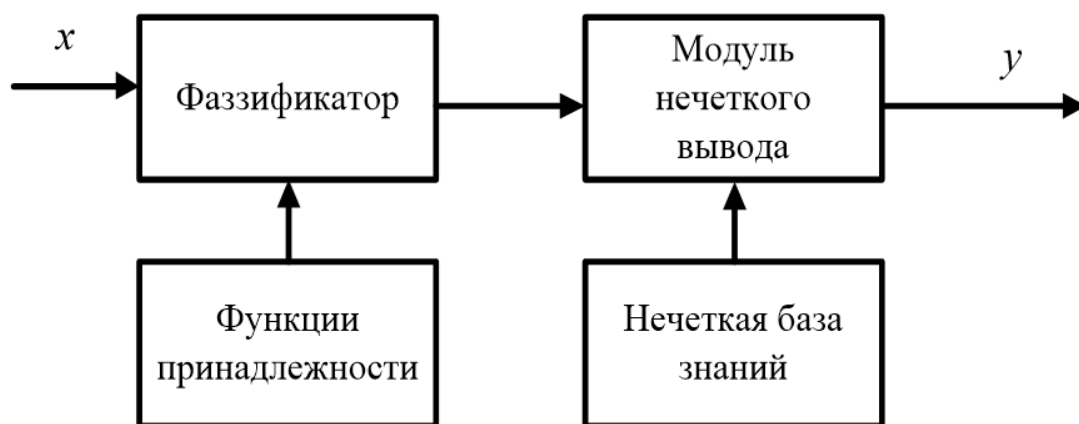 x
Фаззификатор
Модуль
нечеткого
вывода
y
Функции
принадлежности
Нечеткая база
знаний